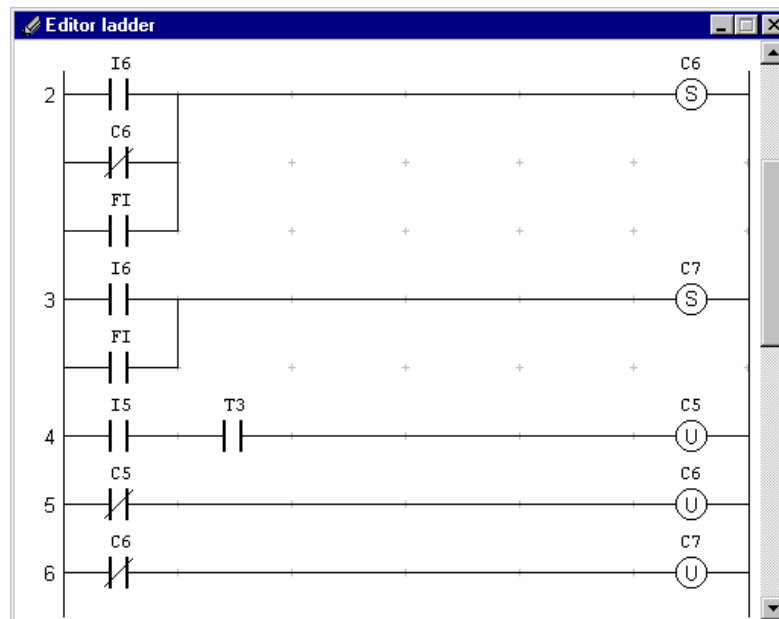 Editor ladder
I6 C6
2 S
C6
FI
I6 C7
3 S
FI
I5 T3 C5
4 U
C5 C6
5 U
C6 C7
6 U